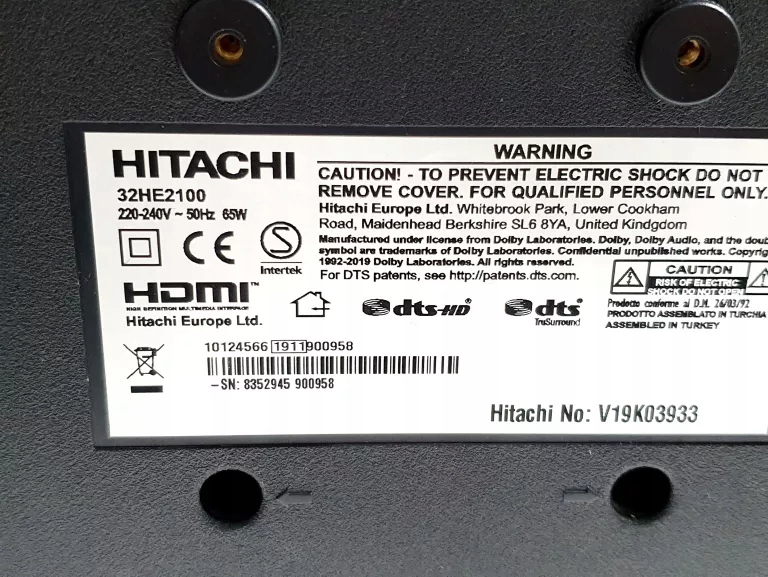 HITACHI
32HE2100
220-240V ~ 50Hz 65W
CE
S
Intertek
HDMI™
HIGH DEFINITION MULTIMEDIA INTERFACE
Hitachi Europe Ltd.
WARNING
CAUTION! - TO PREVENT ELECTRIC SHOCK DO NOT
REMOVE COVER. FOR QUALIFIED PERSONNEL ONLY.
Hitachi Europe Ltd. Whitebrook Park, Lower Cookham
Road, Maidenhead Berkshire SL6 8YA, United Kingdom
Manufactured under license from Dolby Laboratories. Dolby, Dolby Audio, and the
symbol are trademarks of Dolby Laboratories. Confidential unpublished works.
1992-2019 Dolby Laboratories. All rights reserved.
For DTS patents, see http://patents.dts.com.
dts-HD
dts
TruSurround
CAUTION
RISK OF ELECTRIC
SHOCK DO NOT OPEN
Prodotto conforme al D.M. 26/03/92
PRODOTTO ASSEMBLATO IN TURCHIA
ASSEMBLED IN TURKEY
10124566 1911 900958
-SN: 8352945 900958
Hitachi No: V19K03933